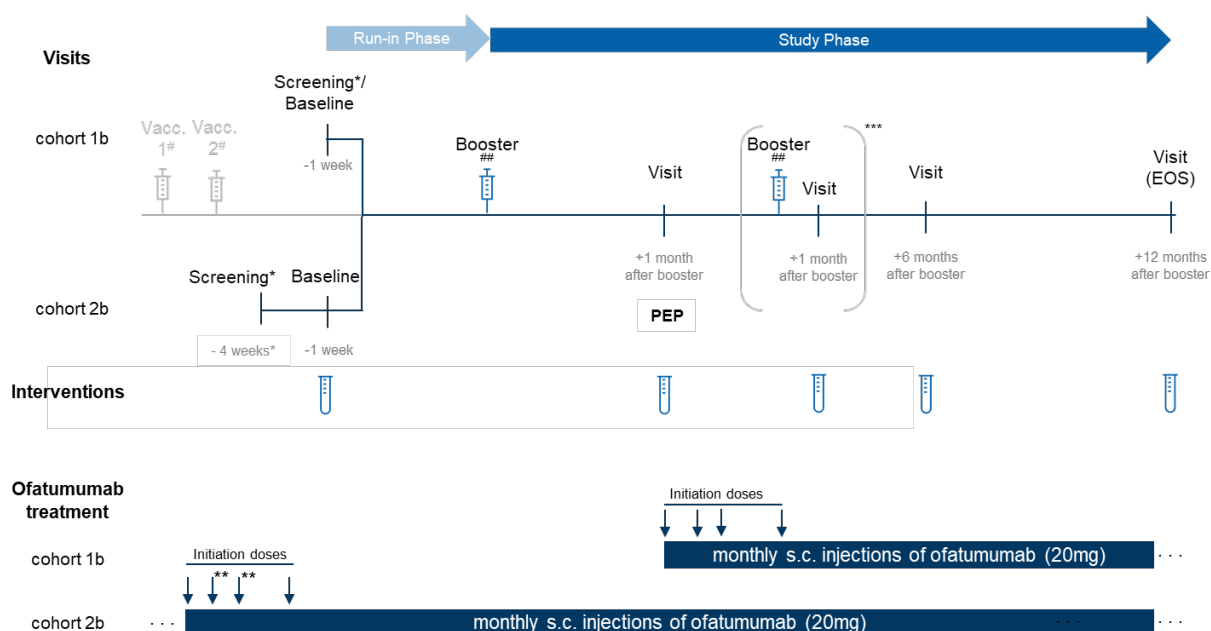 Run-in Phase
Study Phase
Visits
Screening*/
Baseline
cohort 1b
Vacc.
1#
Vacc.
2#
-1 week
Booster
##
Visit
Booster
##
Visit
***
Visit
Visit
(EOS)
+1 month
after booster
+1 month
after booster
+6 months
after booster
+12 months
after booster
Screening*
Baseline
cohort 2b
PEP
- 4 weeks*
-1 week
Interventions
Ofatumumab
treatment
Initiation doses
cohort 1b
monthly s.c. injections of ofatumumab (20mg)
. . .
Initiation doses
**
**
cohort 2b
. . .
monthly s.c. injections of ofatumumab (20mg)
. . .
. . .